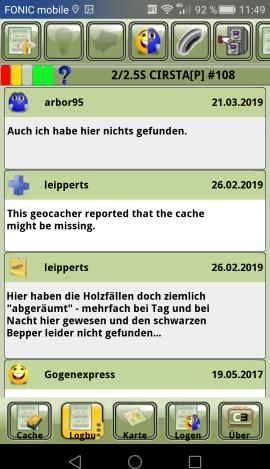 FONIC mobile 92 % 11:49
2/2.5S CIRSTA[P] #108
arbor95 21.03.2019
Auch ich habe hier nichts gefunden.
leipperts 26.02.2019
This geocacher reported that the cache
might be missing.
leipperts 26.02.2019
Hier haben die Holzfällen doch ziemlich
"abgeräumt" - mehrfach bei Tag und bei
Nacht hier gewesen und den schwarzen
Bepper leider nicht gefunden...
Gogenexpress 19.05.2017
Cache Logbu Karte Logen Über